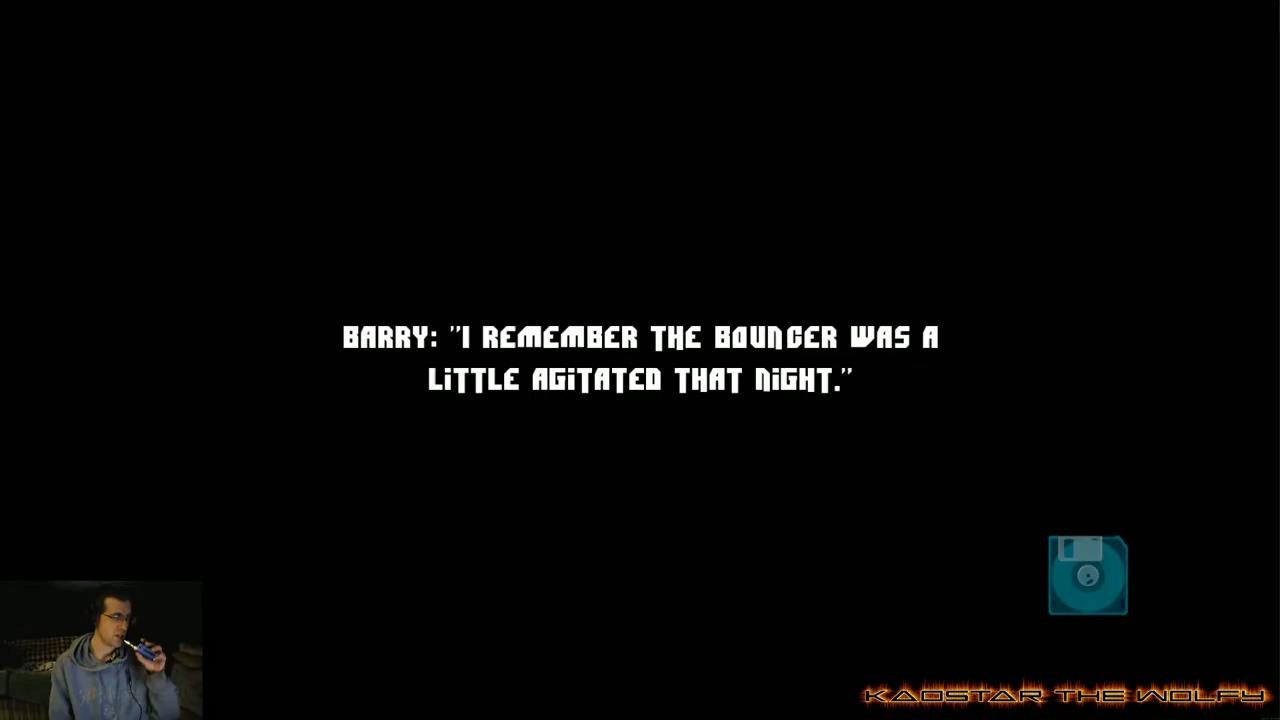 BARRY: "I REMEMBER THE BOUNCER WAS A
LiTTLE AGiTATED THAT NiGHT."
KAOSTAR THE WOLFY